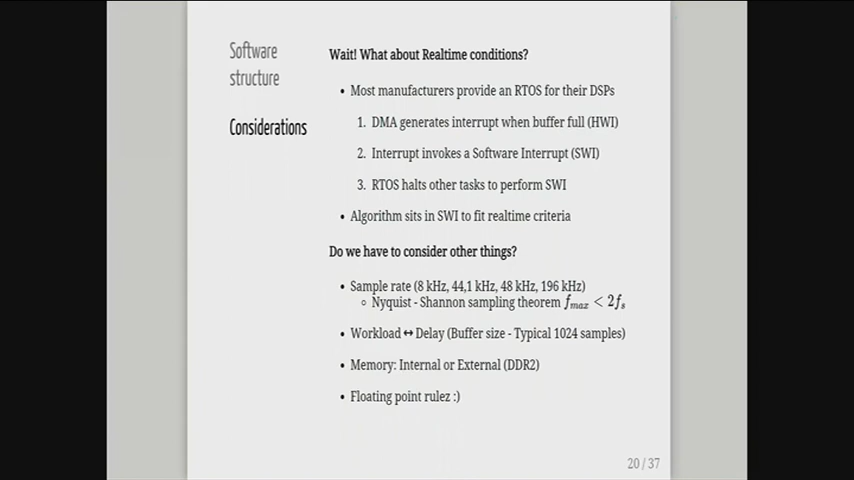 Software
structure
Considerations
Wait! What about Realtime conditions?
• Most manufacturers provide an RTOS for their DSPs
1. DMA generates interrupt when buffer full (HWI)
2. Interrupt invokes a Software Interrupt (SWI)
3. RTOS halts other tasks to perform SWI
• Algorithm sits in SWI to fit realtime criteria
Do we have to consider other things?
• Sample rate (8 kHz, 44,1 kHz, 48 kHz, 196 kHz)
◦ Nyquist - Shannon sampling theorem f_max < 2f_s
• Workload ↔ Delay (Buffer size - Typical 1024 samples)
• Memory: Internal or External (DDR2)
• Floating point rulez :)
20 / 37